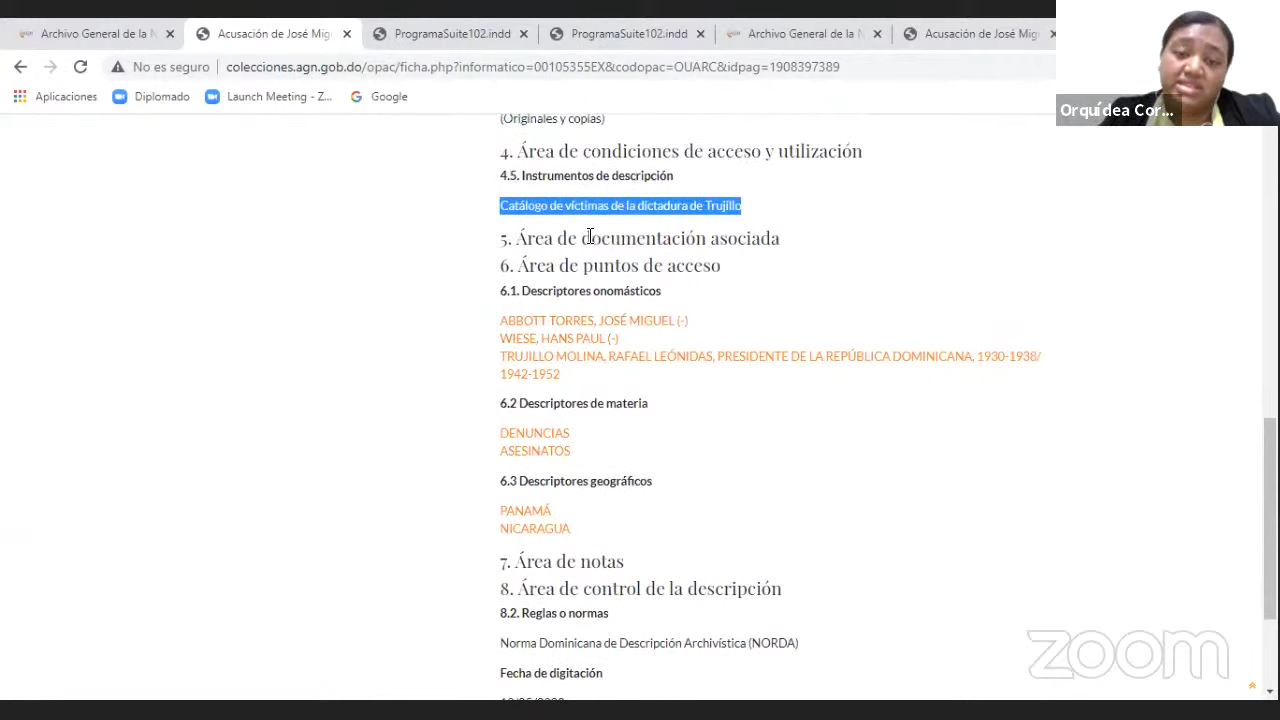 Archivo General de la N
Acusación de José Mig
ProgramaSuite102.indd
ProgramaSuite102.indd
Archivo General de la N
Acusación de José Mig
No es seguro
colecciones.agn.gob.do/opac/ficha.php?informatico=00105355EX&codopac=OUARC&idpag=1908397389
Aplicaciones
Diplomado
Launch Meeting - Z...
Google
Orquídea Cor...
(Originales y copias)
4. Área de condiciones de acceso y utilización
4.5. Instrumentos de descripción
Catálogo de víctimas de la dictadura de Trujillo
5. Área de documentación asociada
6. Área de puntos de acceso
6.1. Descriptores onomásticos
ABBOTT TORRES, JOSÉ MIGUEL (-)
WIESE, HANS PAUL (-)
TRUJILLO MOLINA, RAFAEL LEÓNIDAS, PRESIDENTE DE LA REPÚBLICA DOMINICANA, 1930-1938/
1942-1952
6.2 Descriptores de materia
DENUNCIAS
ASESINATOS
6.3 Descriptores geográficos
PANAMÁ
NICARAGUA
7. Área de notas
8. Área de control de la descripción
8.2. Reglas o normas
Norma Dominicana de Descripción Archivística (NORDA)
Fecha de digitación
zoom